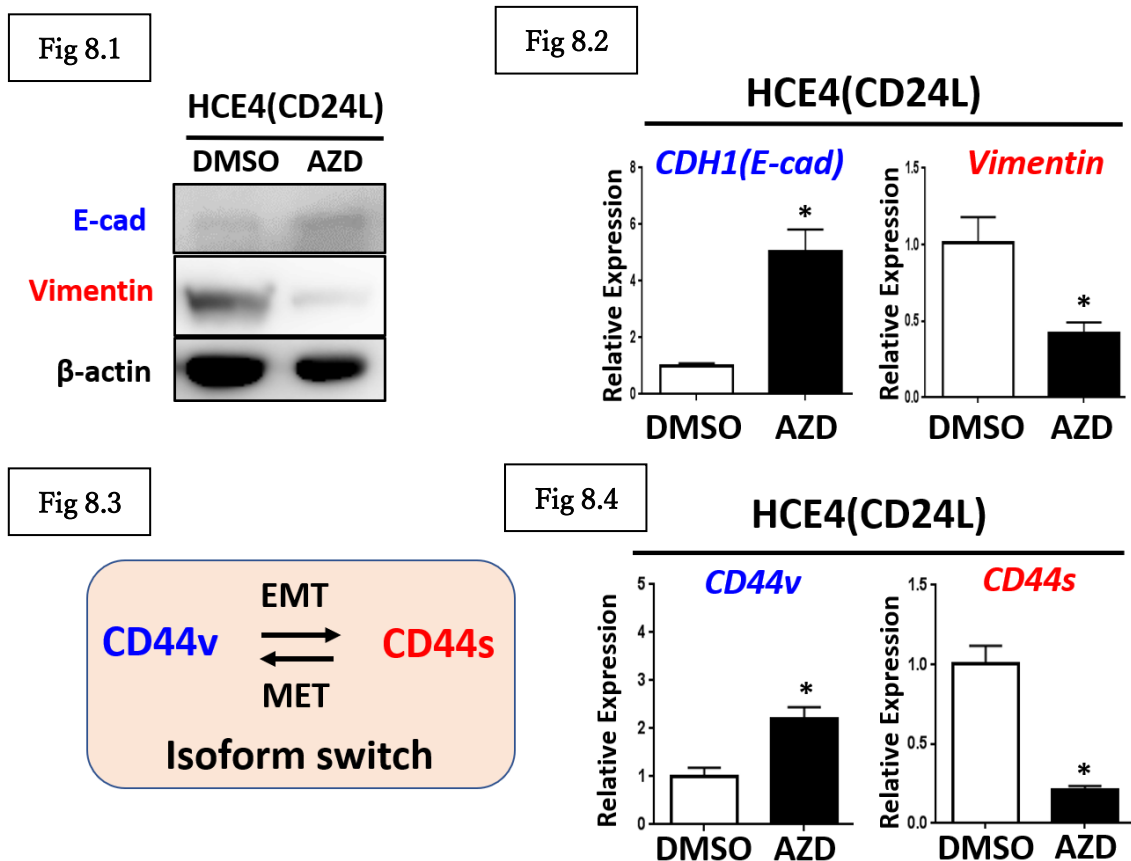 Fig 8.1
HCE4(CD24L)
DMSO AZD
E-cad
Vimentin
β-actin
Fig 8.2
HCE4(CD24L)
CDH1(E-cad)
Relative Expression
8
6
4
2
0
*
DMSO AZD
Vimentin
Relative Expression
1.5
1.0
0.5
0.0
*
DMSO AZD
Fig 8.3
EMT
CD44v CD44s
MET
Isoform switch
Fig 8.4
HCE4(CD24L)
CD44v
Relative Expression
5
4
3
2
1
0
*
DMSO AZD
CD44s
Relative Expression
1.5
1.0
0.5
0.0
*
DMSO AZD